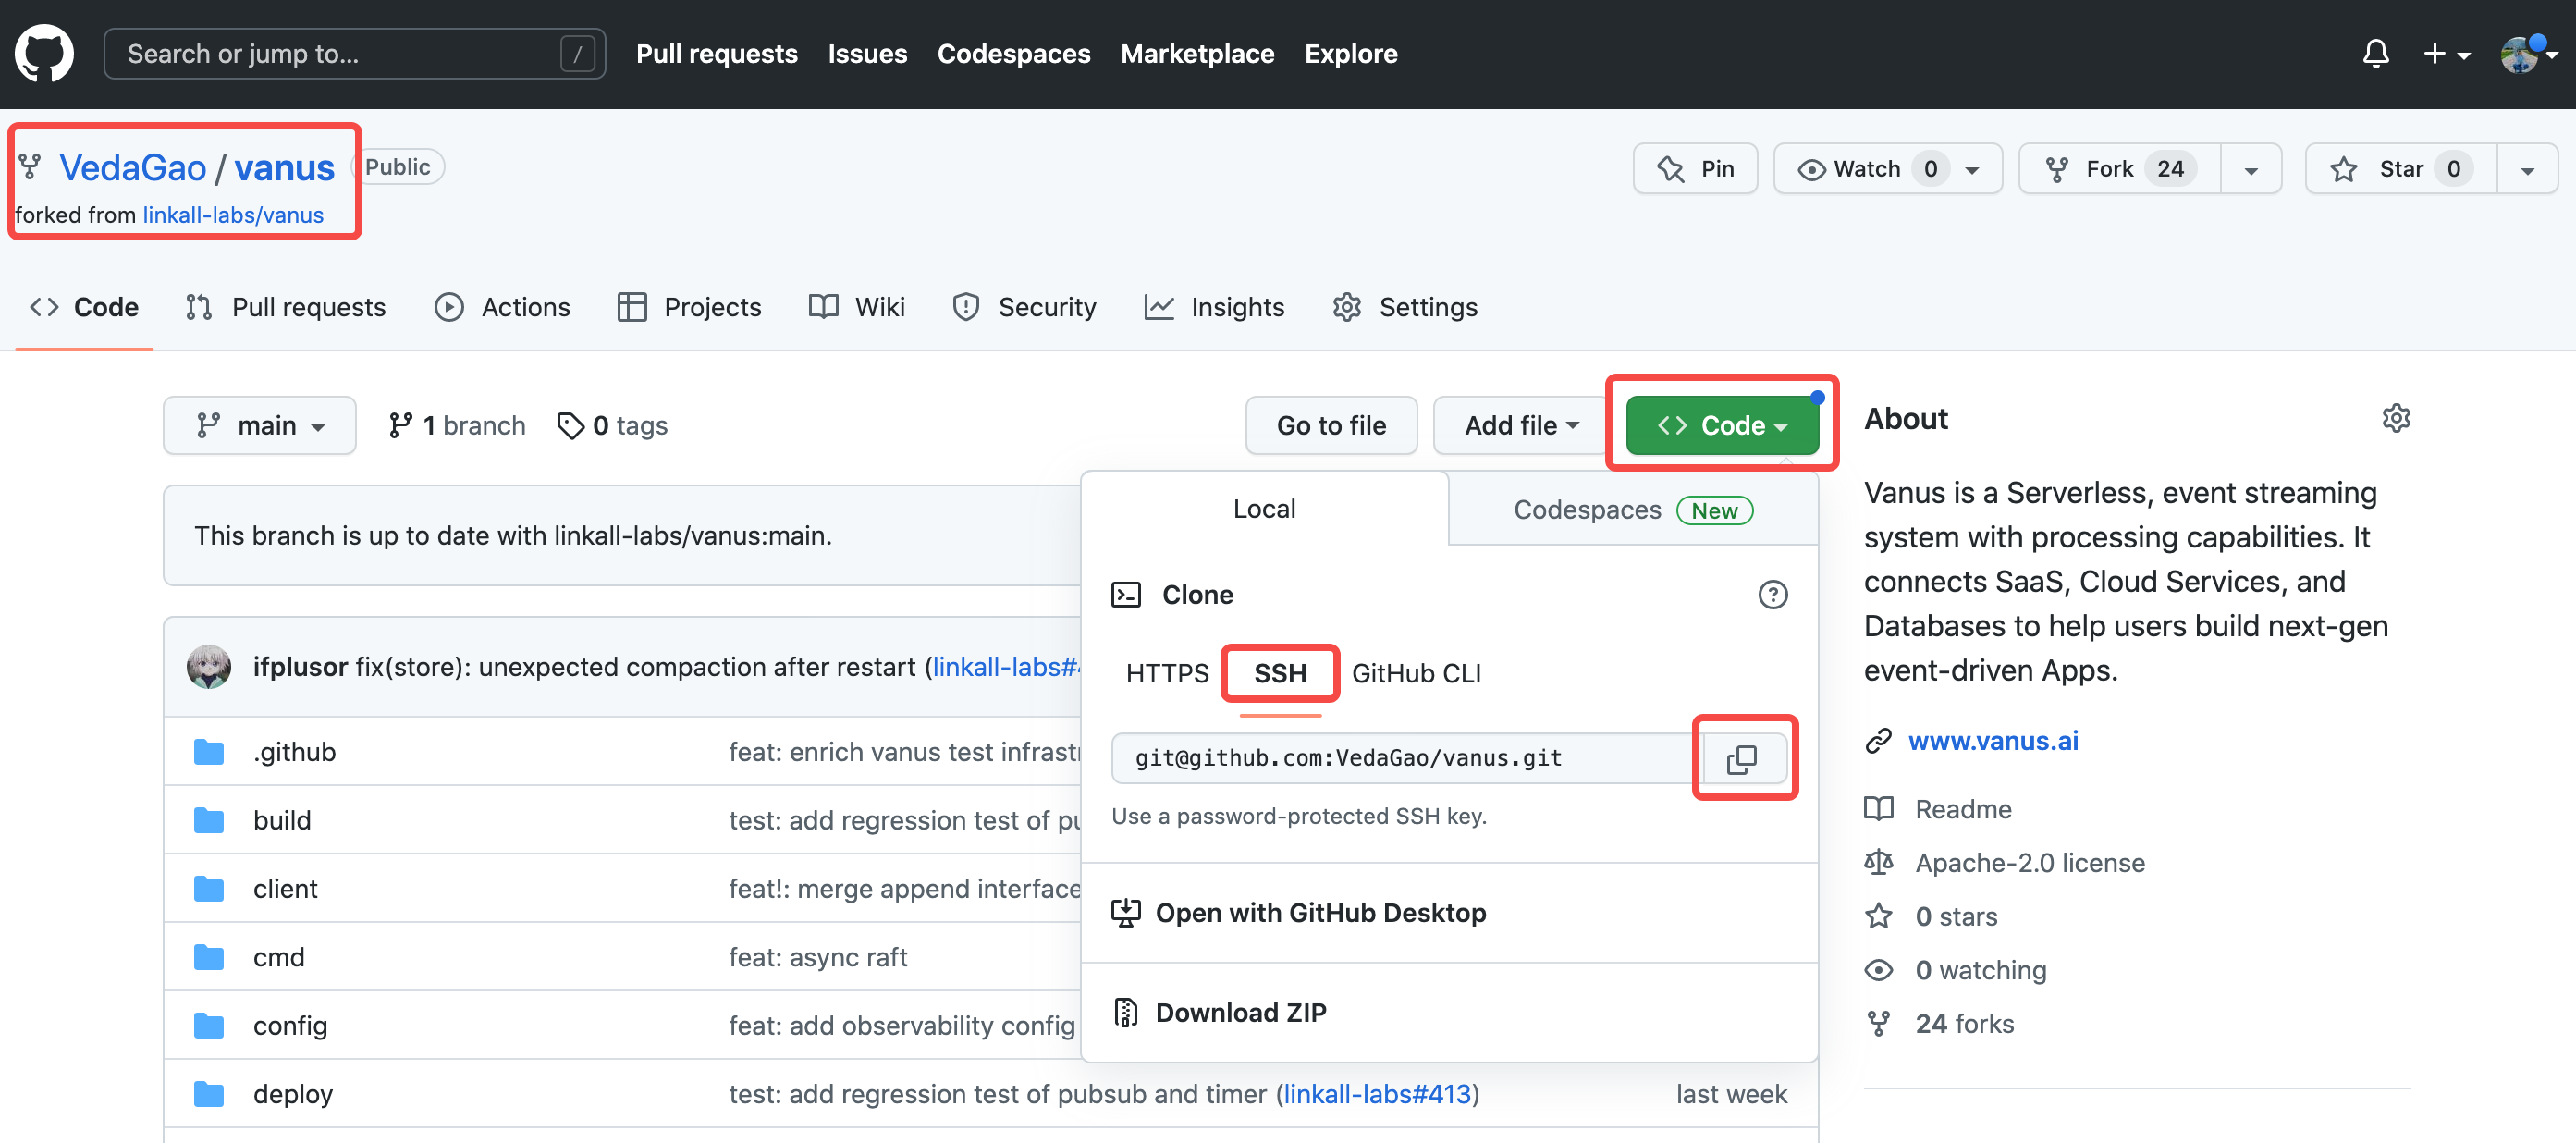 Search or jump to... /
Pull requests Issues Codespaces Marketplace Explore
VedaGao / vanus Public
forked from linkall-labs/vanus
Pin
Watch 0
Fork 24
Star 0
Code Pull requests Actions Projects Wiki Security Insights Settings
main 1 branch 0 tags
Go to file Add file Code
This branch is up to date with linkall-labs/vanus:main.
ifplusor fix(store): unexpected compaction after restart (linkall-labs#
.github feat: enrich vanus test
build test: add regression test of
client feat!: merge append interface
cmd feat: async raft
config feat: add observability config
deploy test: add regression test of pubsub and timer (linkall-labs#413) last week
Local Codespaces New
Clone
HTTPS SSH GitHub CLI
git@github.com:VedaGao/vanus.git
Use a password-protected SSH key.
Open with GitHub Desktop
Download ZIP
About
Vanus is a Serverless, event streaming
system with processing capabilities. It
connects SaaS, Cloud Services, and
Databases to help users build next-gen
event-driven Apps.
www.vanus.ai
Readme
Apache-2.0 license
0 stars
0 watching
24 forks